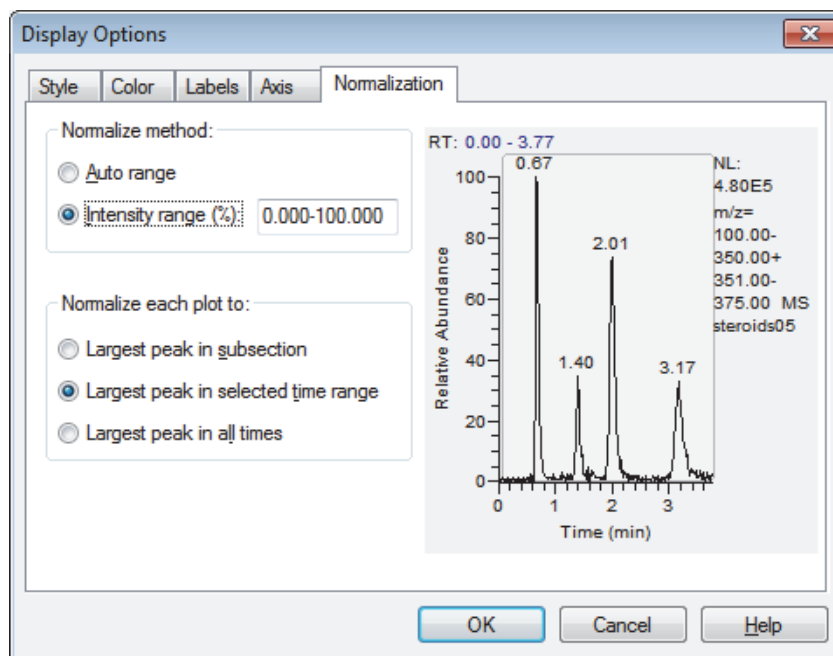 Display Options
Style
Color
Labels
Axis
Normalization
Normalize method:
Auto range
Intensity range (%):
0.000-100.000
Normalize each plot to:
Largest peak in subsection
Largest peak in selected time range
Largest peak in all times
RT: 0.00 - 3.77
0.67
NL:
4.80E5
m/z=
100.00-
350.00+
351.00-
375.00 MS
steroids05
100
80
60
40
20
0
2.01
1.40
3.17
Relative Abundance
0
1
2
3
Time (min)
OK
Cancel
Help